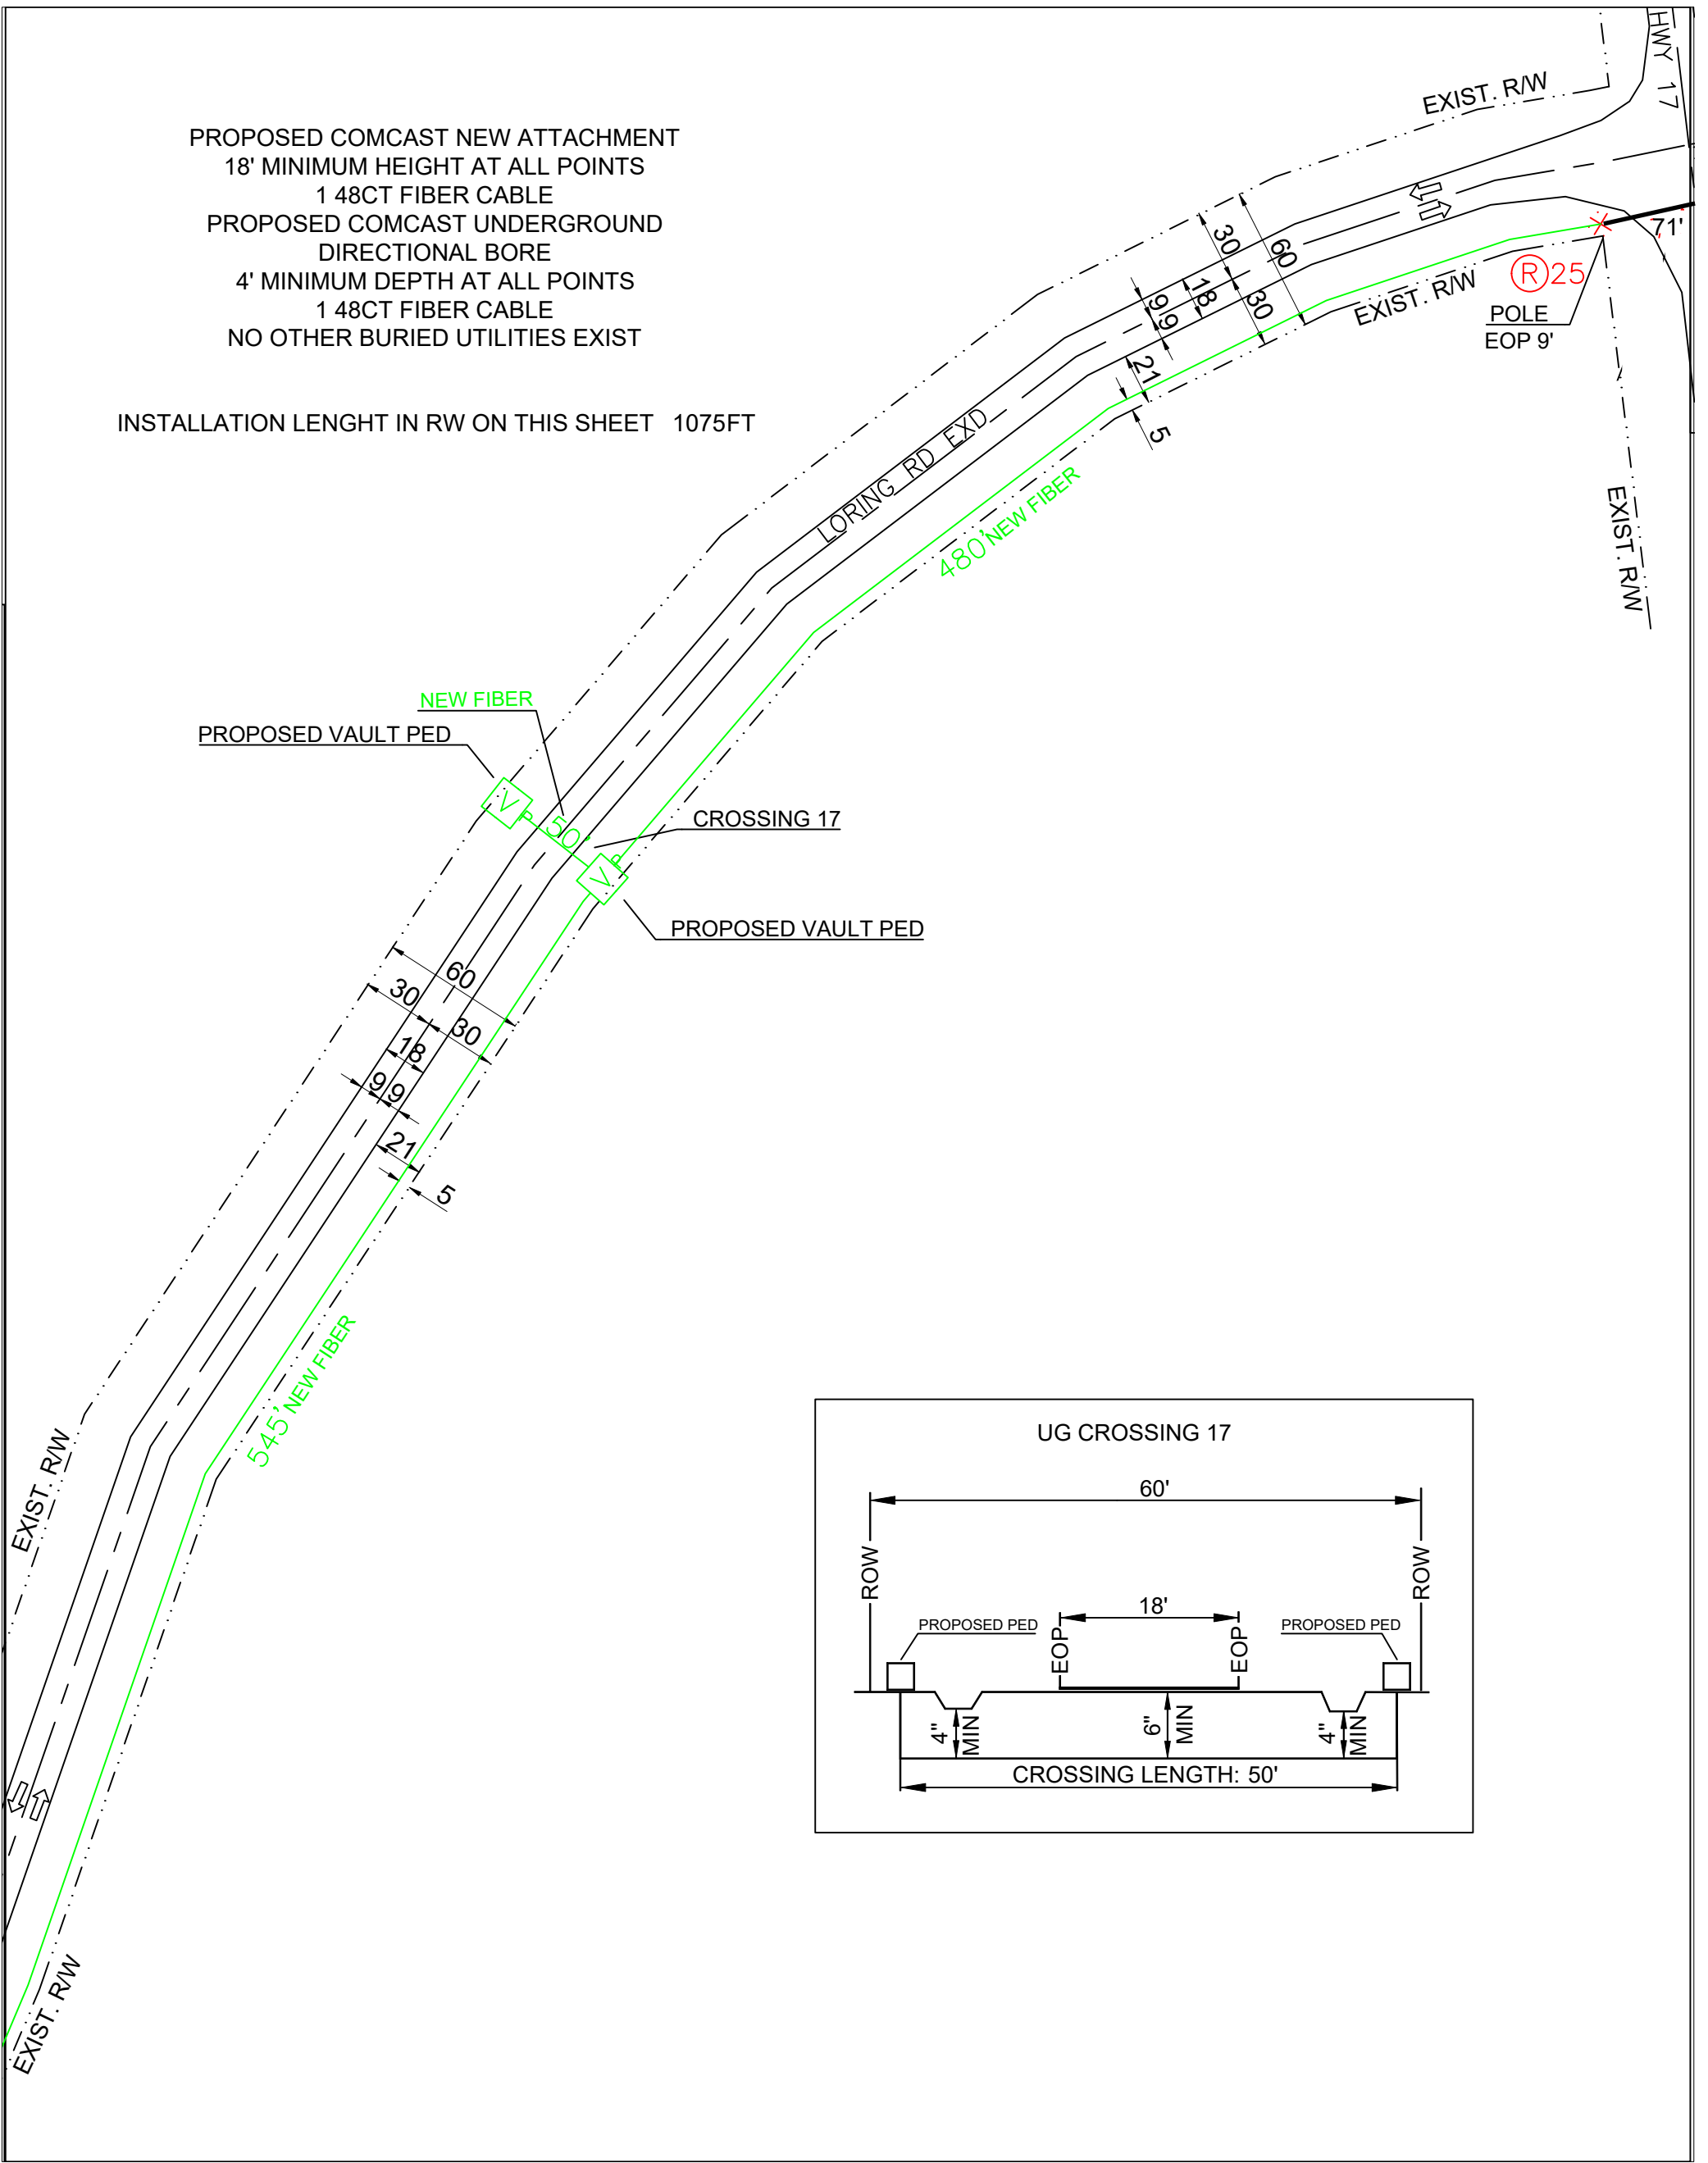 PROPOSED COMCAST NEW ATTACHMENT
18' MINIMUM HEIGHT AT ALL POINTS
1 48CT FIBER CABLE
PROPOSED COMCAST UNDERGROUND
DIRECTIONAL BORE
4' MINIMUM DEPTH AT ALL POINTS
1 48CT FIBER CABLE
NO OTHER BURIED UTILITIES EXIST
INSTALLATION LENGHT IN RW ON THIS SHEET 1075FT
HWY 17
EXIST. R/W
71'
R 25
POLE
EOP 9'
EXIST. R/W
EXIST. R/W
30
60
18
30
9
9
21
5
LORING RD EXD
480' NEW FIBER
NEW FIBER
PROPOSED VAULT PED
V
P
50'
CROSSING 17
V
P
PROPOSED VAULT PED
60
30
30
18
9
9
21
5
545' NEW FIBER
EXIST. R/W
EXIST. R/W
UG CROSSING 17
60'
ROW
ROW
18'
PROPOSED PED
PROPOSED PED
EOP
EOP
4"
MIN
6"
MIN
4"
MIN
CROSSING LENGTH: 50'